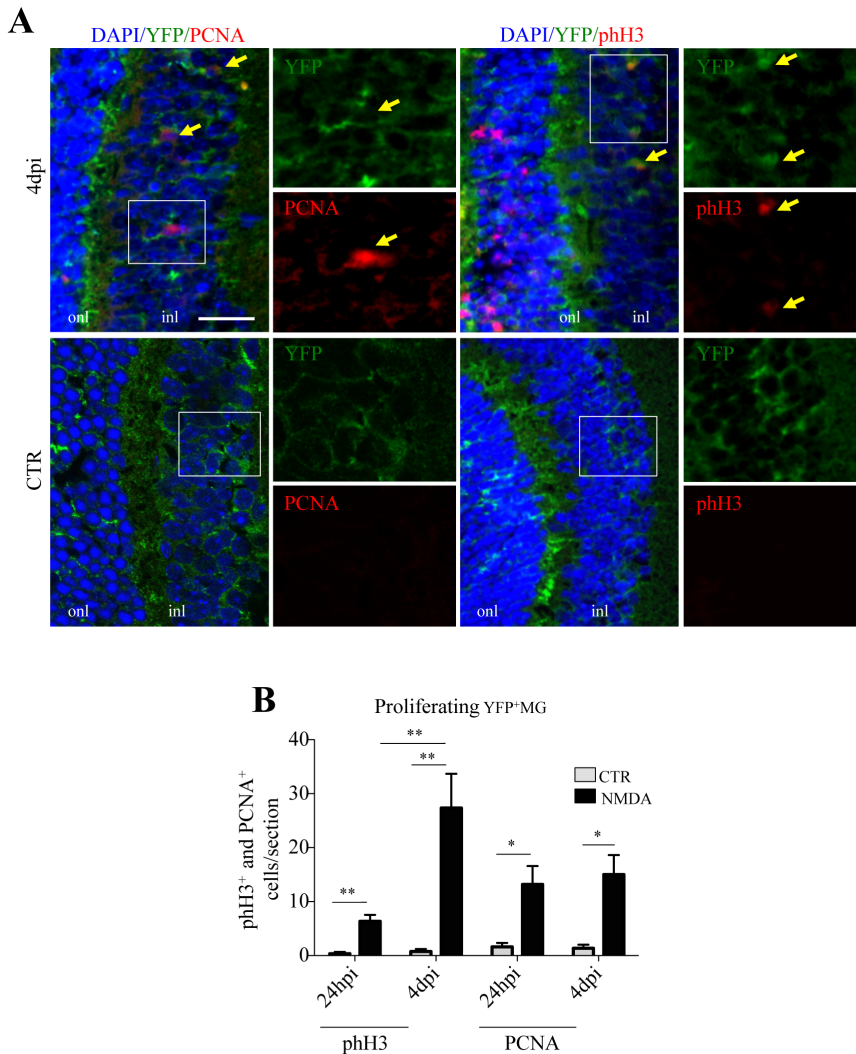 A
DAPI/YFP/PCNA
DAPI/YFP/phH3
4dpi
YFP
PCNA
onl inl
YFP
phH3
onl inl
CTR
YFP
PCNA
onl inl
YFP
phH3
onl inl
B
Proliferating YFP⁺MG
phH3⁺ and PCNA⁺
cells/section
40
30
20
10
0
** ** ** * *
CTR
NMDA
24hpi 4dpi 24hpi 4dpi
phH3 PCNA